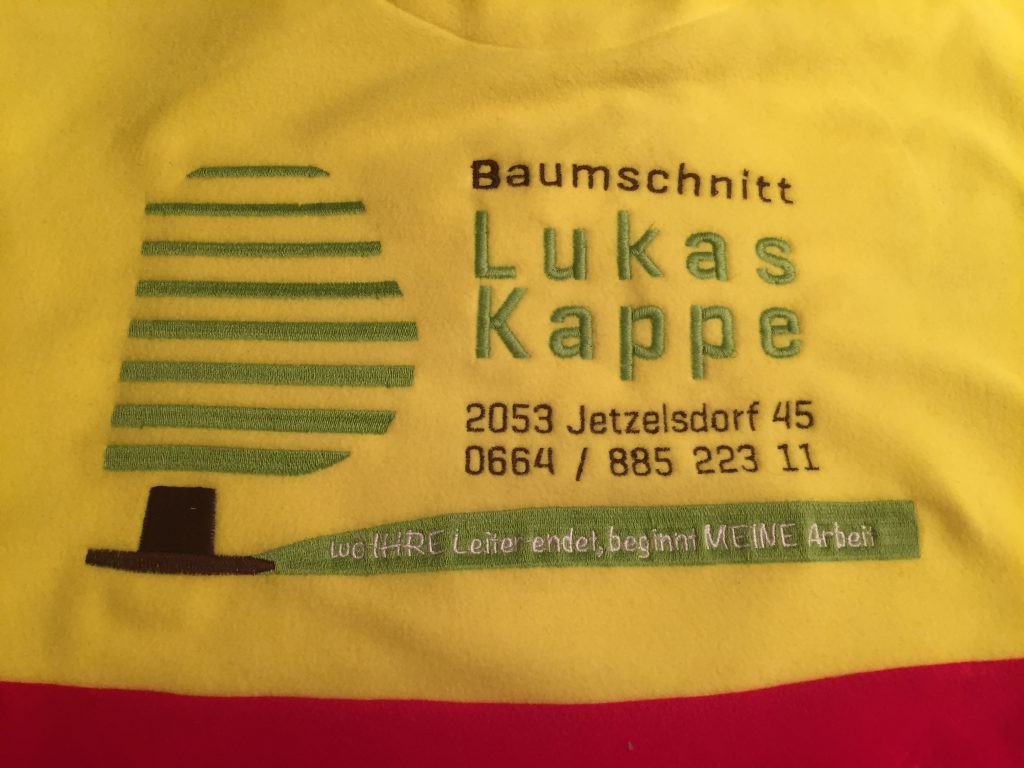 Baumschnitt
Lukas
Kappe
2053 Jetzelsdorf 45
0664 / 885 223 11
wo IHRE Leiter endet, beginnt MEINE Arbeit